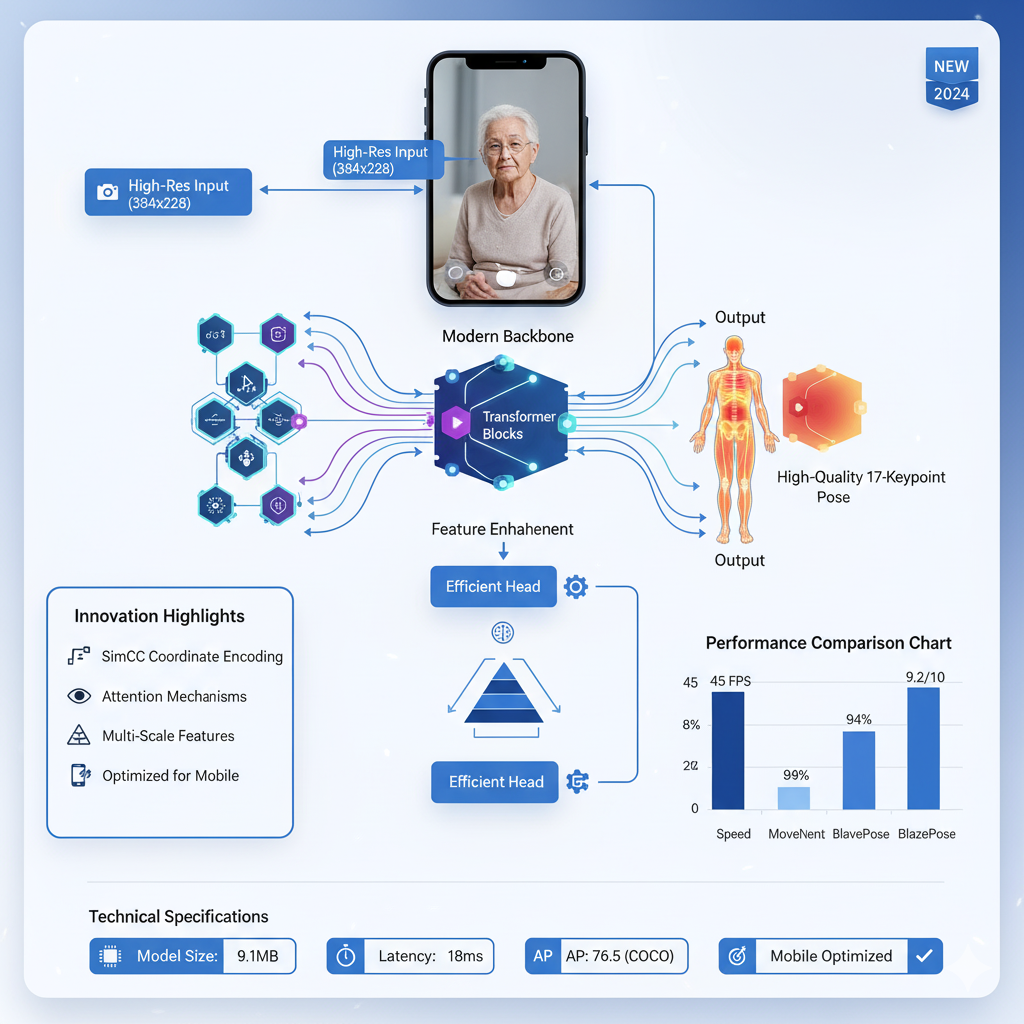 NEW
2024
High-Res Input
(384x228)
High-Res Input
(384x228)
Modern Backbone
Transformer
Blocks
Output
High-Quality 17-Keypoint
Pose
Output
Feature Enhahenent
Efficient Head
Efficient Head
Innovation Highlights
SimCC Coordinate Encoding
Attention Mechanisms
Multi-Scale Features
Optimized for Mobile
Performance Comparison Chart
45
45 FPS
9.2/10
8%
94%
99%
0
Speed
MoveNent
BlavePose
BlazePose
Technical Specifications
Model Size:
9.1MB
Latency: 18ms
AP
AP: 76.5 (COCO)
Mobile Optimized